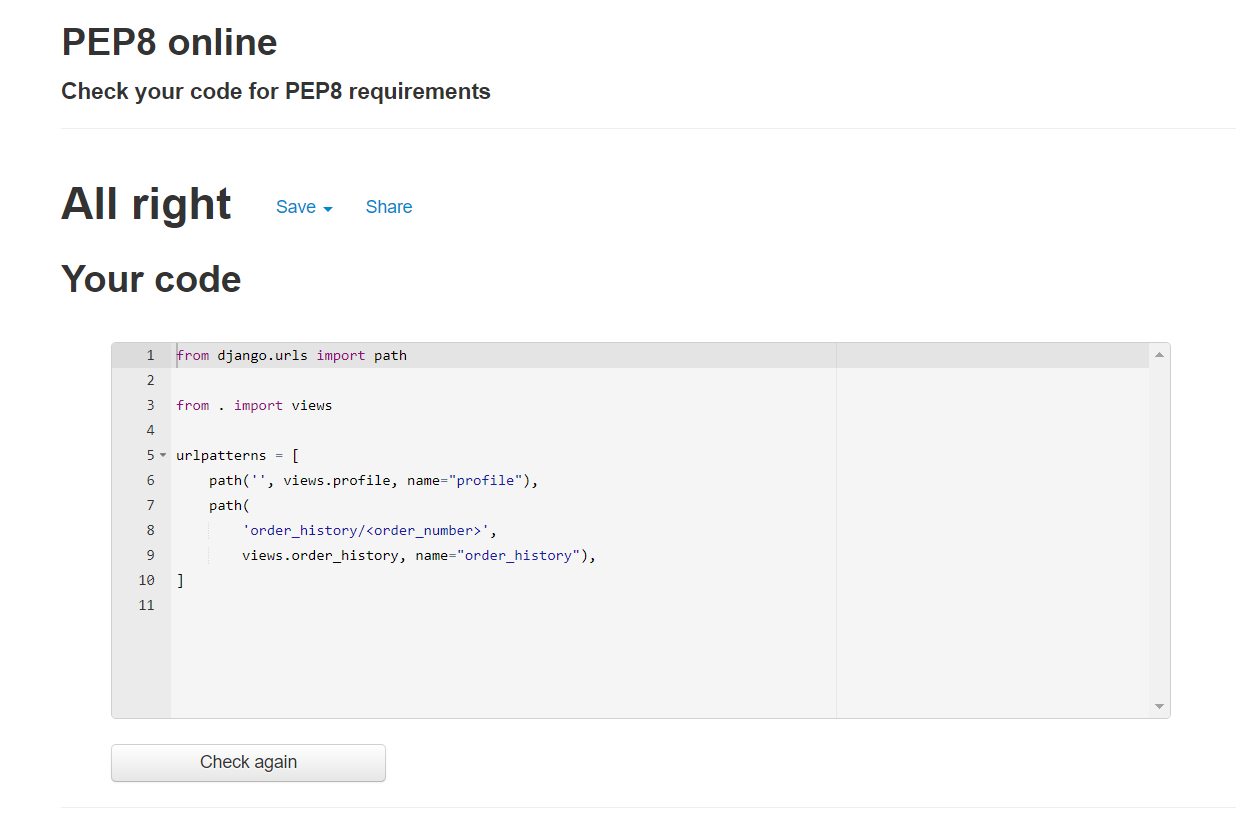 PEP8 online
Check your code for PEP8 requirements
All right Save Share
Your code
1 from django.urls import path
2
3 from . import views
4
5 urlpatterns = [
6     path('', views.profile, name="profile"),
7     path(
8         'order_history/<order_number>',
9         views.order_history, name="order_history"),
10 ]
11
Check again